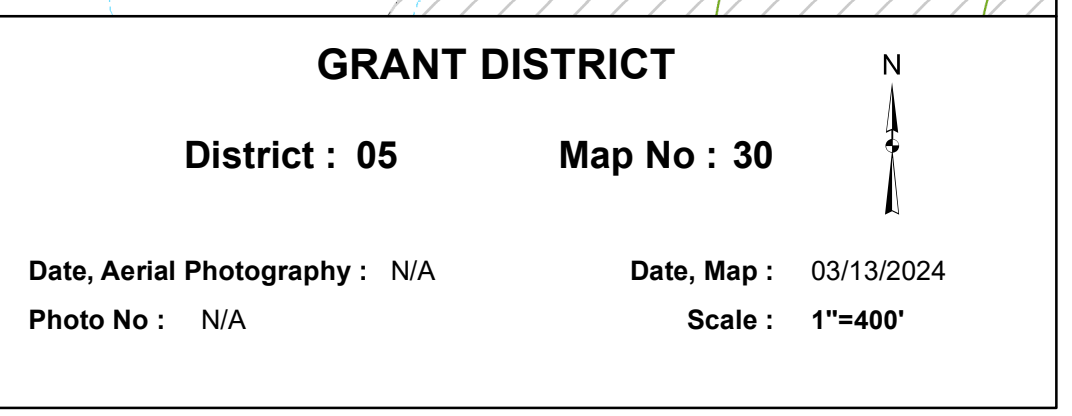 GRANT DISTRICT
N
District : 05 Map No : 30
Date, Aerial Photography : N/A Date, Map : 03/13/2024
Photo No : N/A Scale : 1"=400'